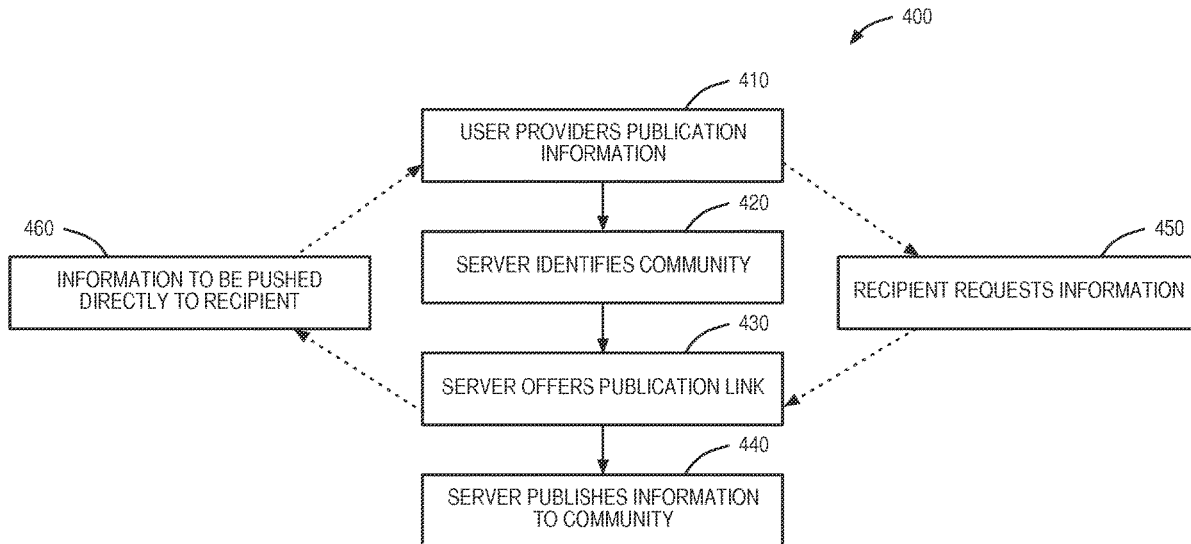 400
410
USER PROVIDERS PUBLICATION
INFORMATION
420
SERVER IDENTIFIES COMMUNITY
460
INFORMATION TO BE PUSHED
DIRECTLY TO RECIPIENT
450
RECIPIENT REQUESTS INFORMATION
430
SERVER OFFERS PUBLICATION LINK
440
SERVER PUBLISHES INFORMATION
TO COMMUNITY